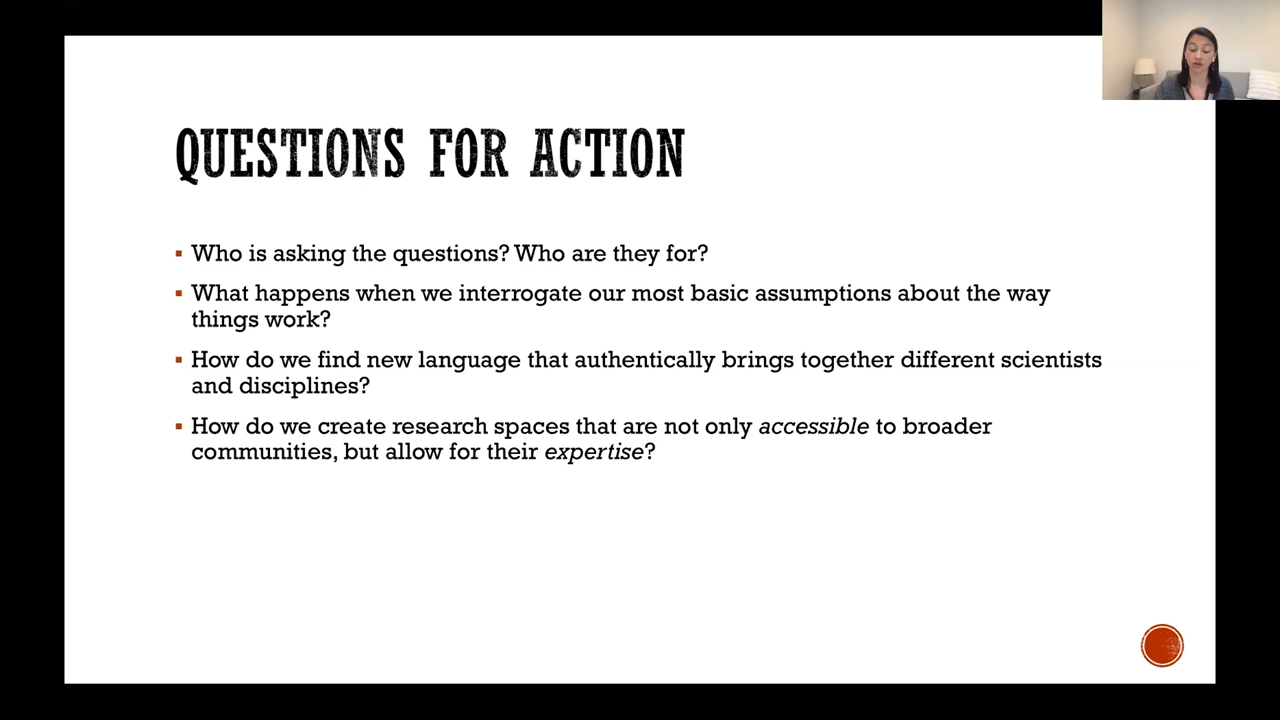 QUESTIONS FOR ACTION
▪ Who is asking the questions? Who are they for?
▪ What happens when we interrogate our most basic assumptions about the way
things work?
▪ How do we find new language that authentically brings together different scientists
and disciplines?
▪ How do we create research spaces that are not only accessible to broader
communities, but allow for their expertise?